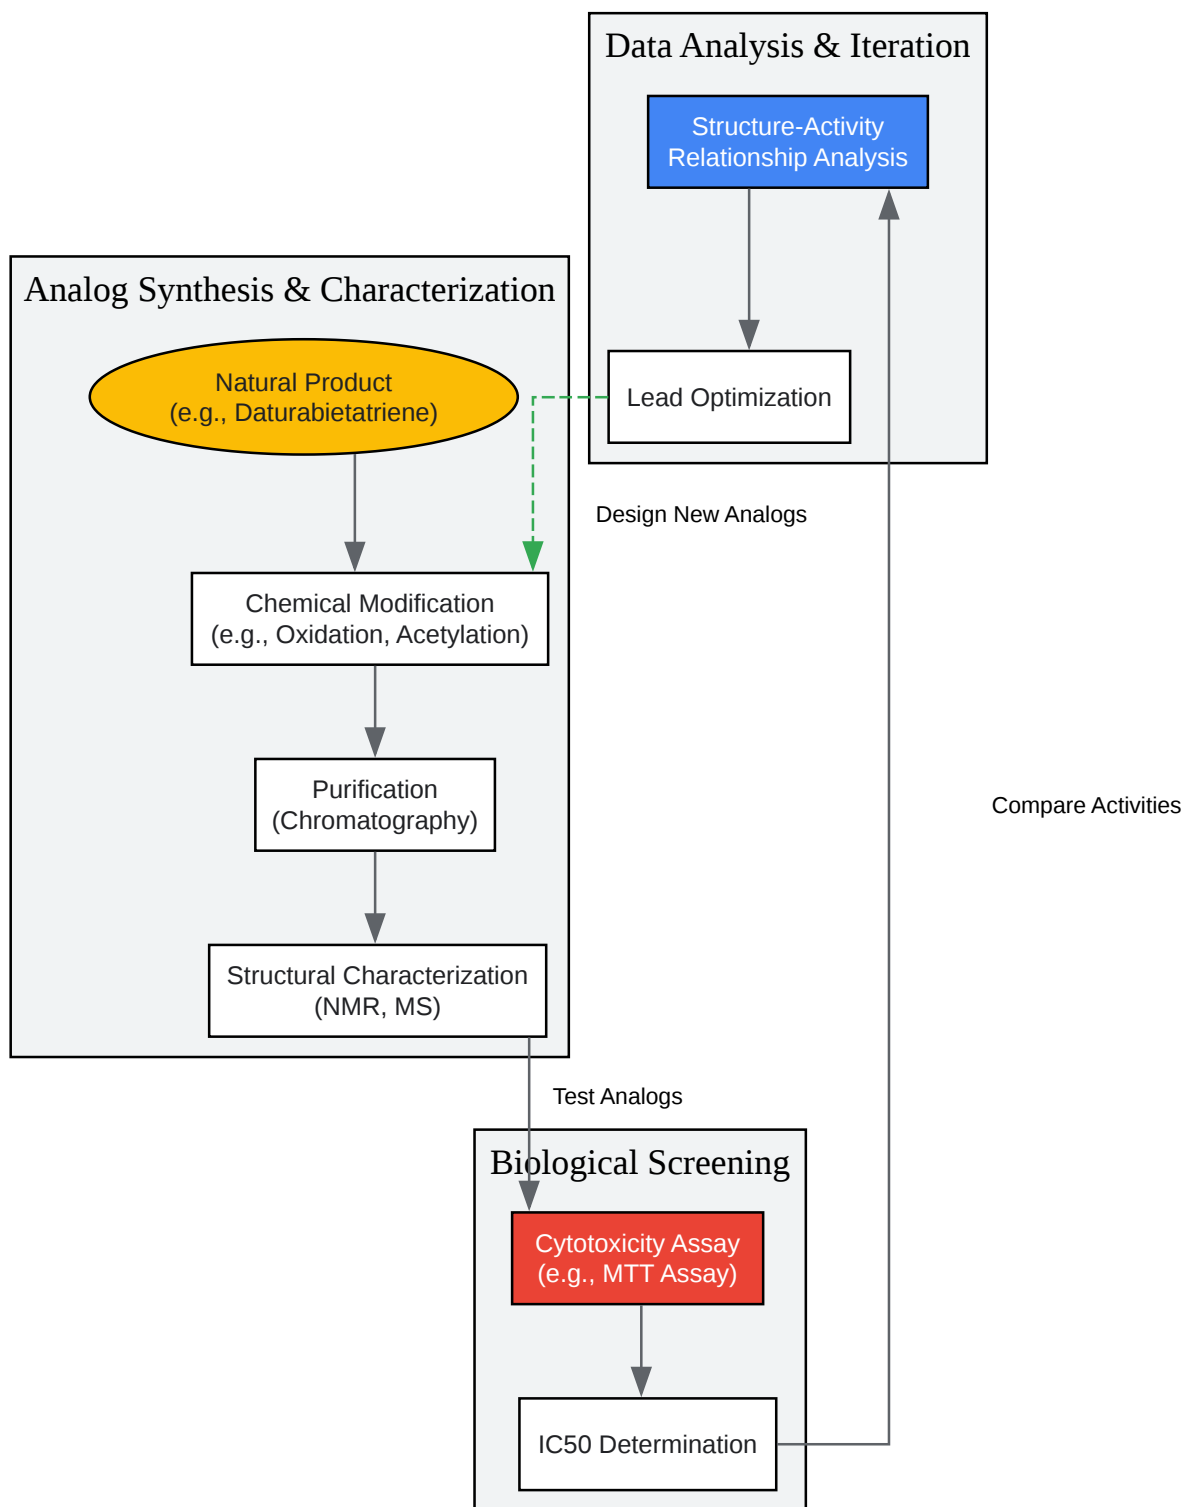 Data Analysis & Iteration
Structure-Activity
Relationship Analysis
Analog Synthesis & Characterization
Natural Product
(e.g., Daturabietatriene)
Lead Optimization
Design New Analogs
Chemical Modification
(e.g., Oxidation, Acetylation)
Purification
(Chromatography)
Compare Activities
Structural Characterization
(NMR, MS)
Test Analogs
Biological Screening
Cytotoxicity Assay
(e.g., MTT Assay)
IC50 Determination